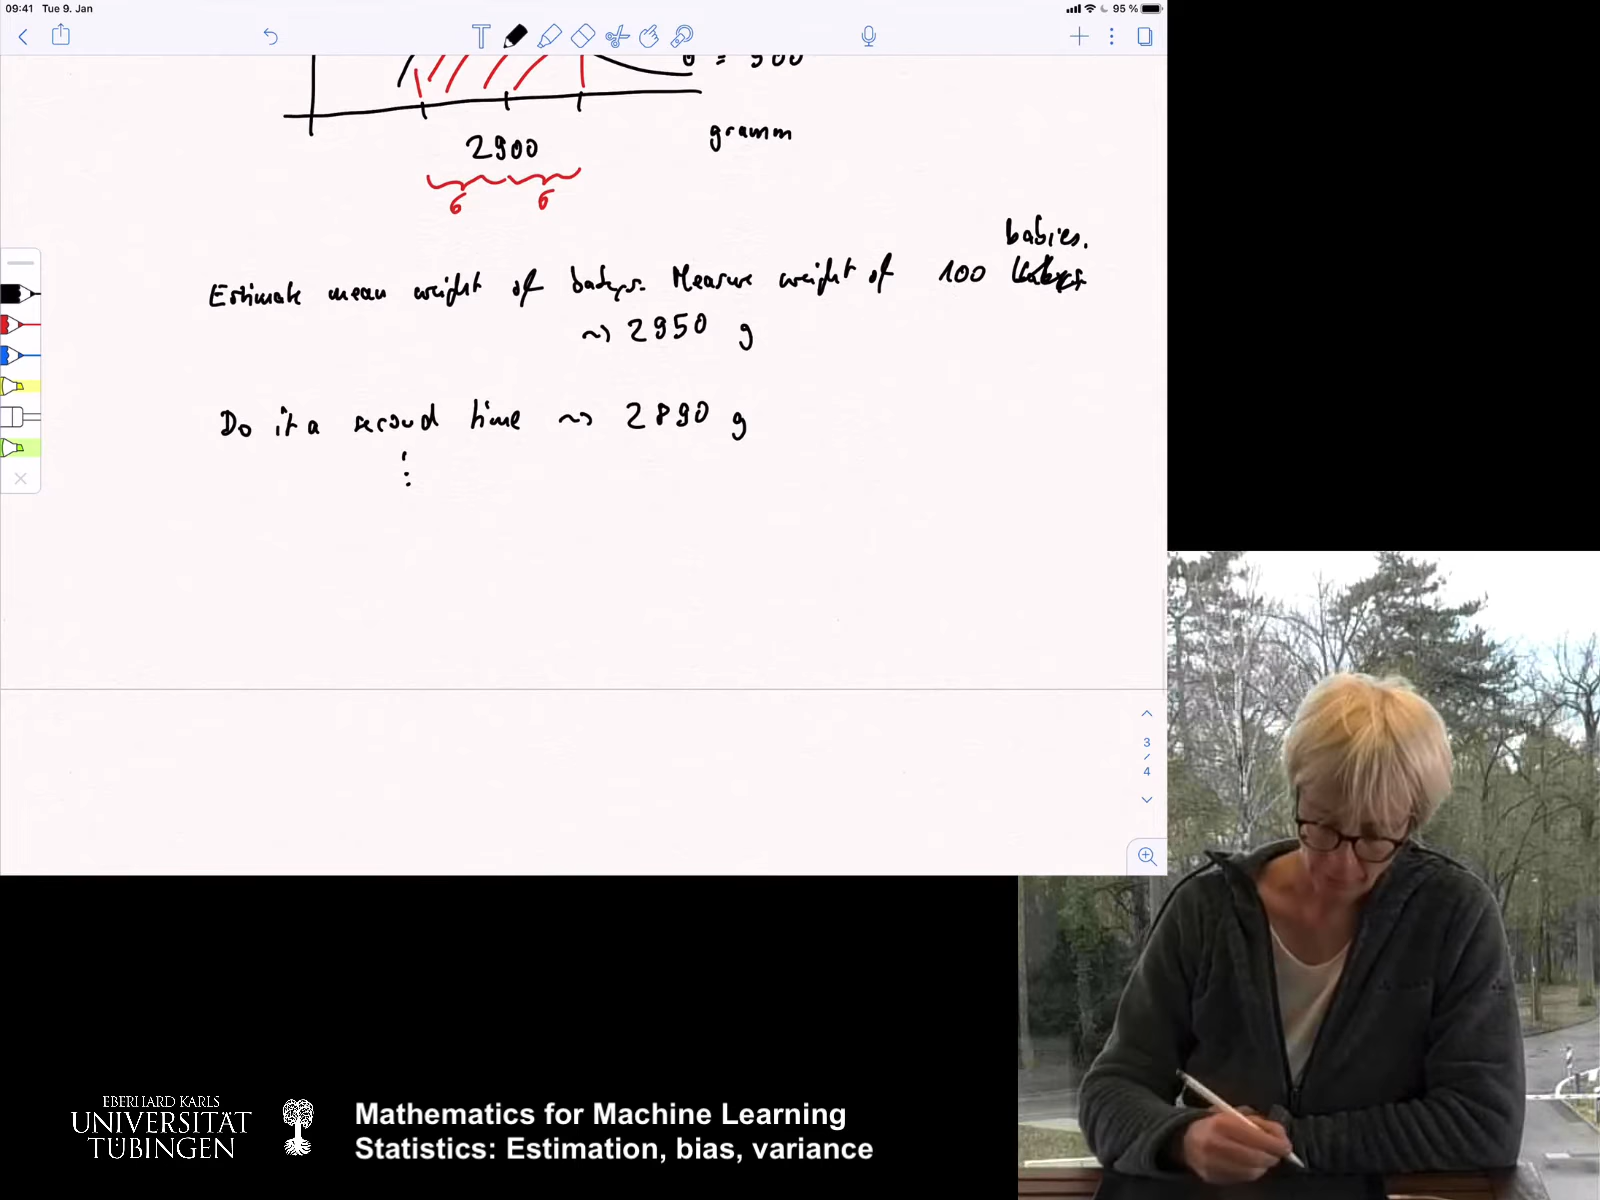 09:41 Tue 9. Jan
95 %
T
= 900
gramm
2900
σ σ
babies.
Estimate mean weight of babys. Measure weight of 100
~> 2950 g
Do it a second time ~> 2890 g
⋮
3
/
4
EBERHARD KARLS
UNIVERSITÄT
TÜBINGEN
Mathematics for Machine Learning
Statistics: Estimation, bias, variance